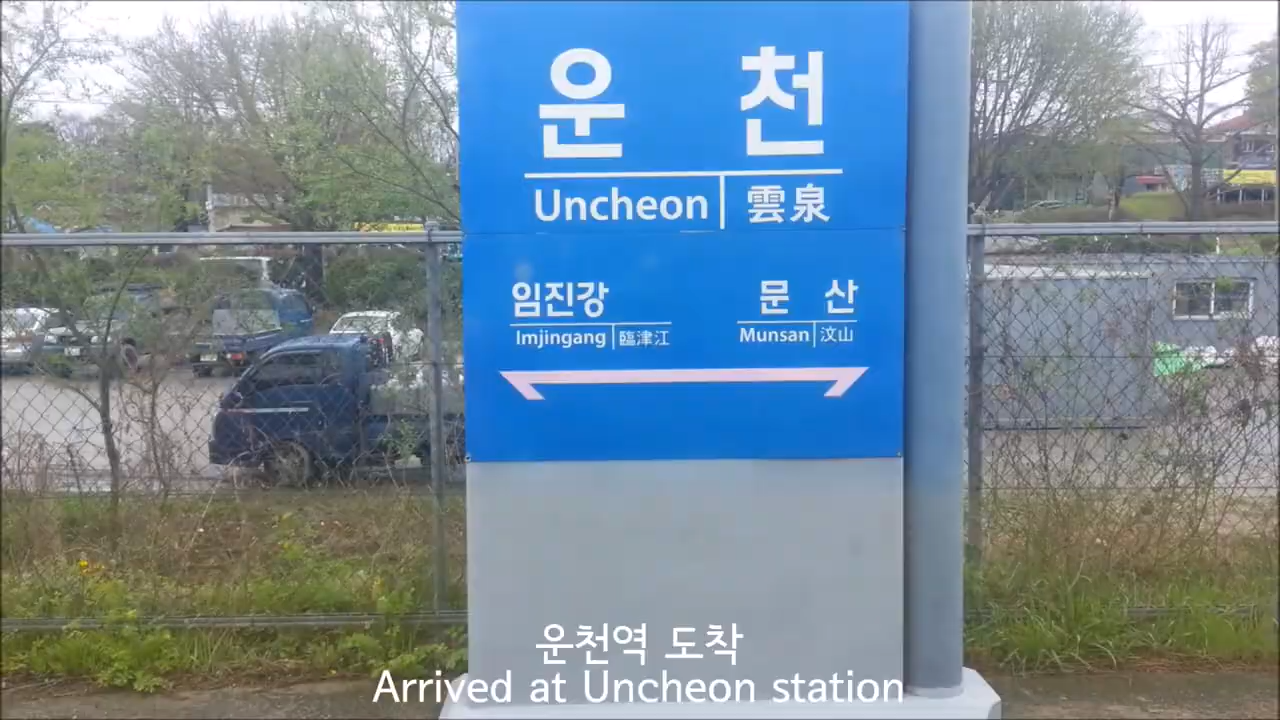 운 천
Uncheon 雲泉
임진강 문 산
Imjingang 臨津江 Munsan 汶山
운천역 도착
Arrived at Uncheon station